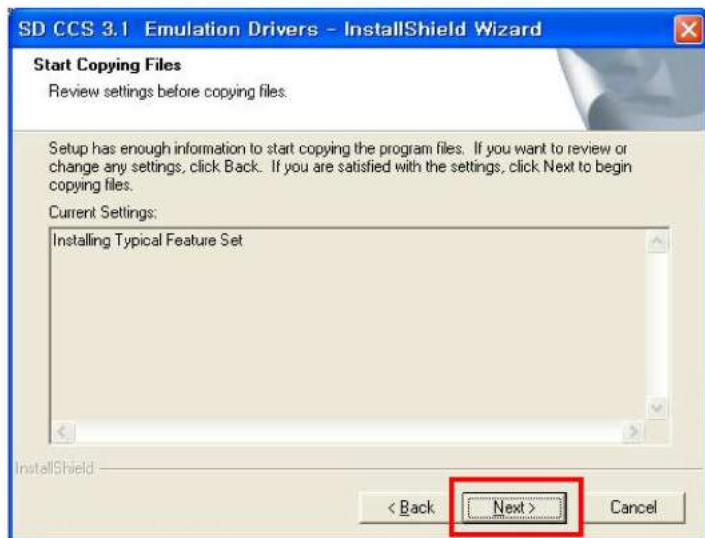 SD CCS 3.1 Emulation Drivers - InstallShield Wizard
Start Copying Files
Review settings before copying files.
Setup has enough information to start copying the program files. If you want to review or
change any settings, click Back. If you are satisfied with the settings, click Next to begin
copying files.
Current Settings:
Installing Typical Feature Set
InstallShield
< Back
Next >
Cancel